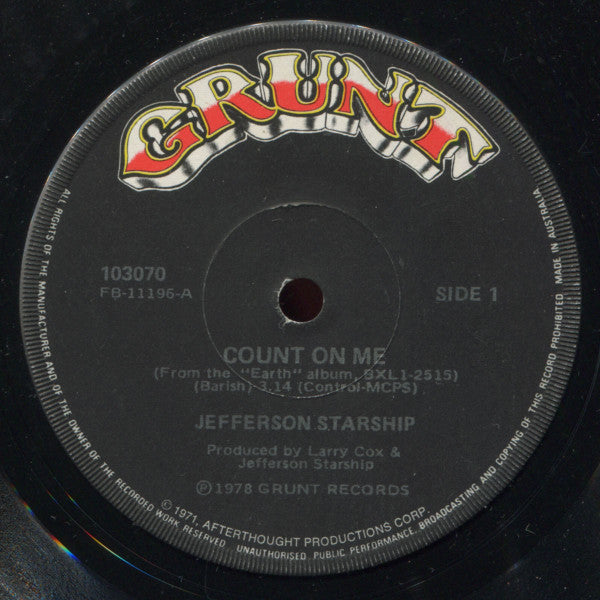 GRUNT
103070
FB-11196-A
SIDE 1
COUNT ON ME
(From the "Earth" album, BXL1-2515)
(Barish) 3.14 (Control-MCPS)
JEFFERSON STARSHIP
Produced by Larry Cox &
Jefferson Starship
℗ 1978 GRUNT RECORDS
© 1971, AFTERTHOUGHT PRODUCTIONS CORP.
ALL RIGHTS OF THE MANUFACTURER AND OF THE OWNER OF THE RECORDED WORK RESERVED. UNAUTHORISED PUBLIC PERFORMANCE, BROADCASTING AND COPYING OF THIS RECORD PROHIBITED MADE IN AUSTRALIA